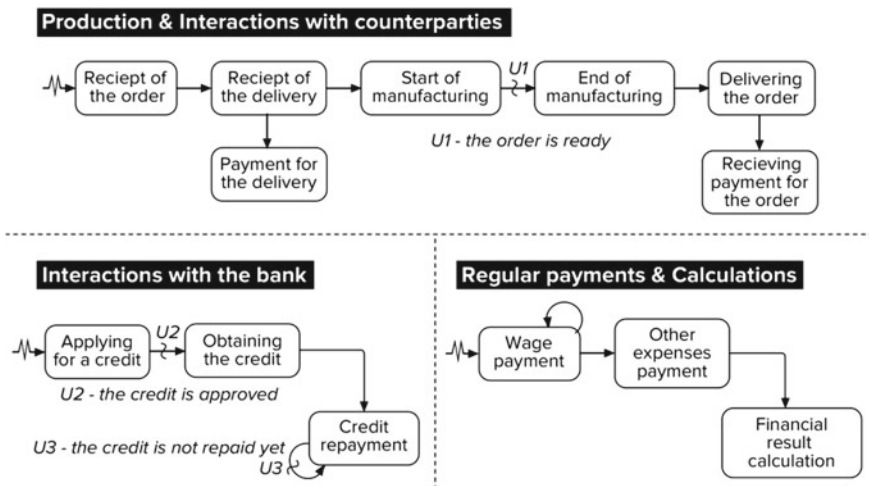 Production & Interactions with counterparties
Reciept of
the order
Reciept of
the delivery
Start of
manufacturing
U1
End of
manufacturing
Delivering
the order
U1 - the order is ready
Payment for
the delivery
Recieving
payment for
the order
Interactions with the bank
Applying
for a credit
U2
Obtaining
the credit
U2 - the credit is approved
Credit
repayment
U3 - the credit is not repaid yet
U3
Regular payments & Calculations
Wage
payment
Other
expenses
payment
Financial
result
calculation